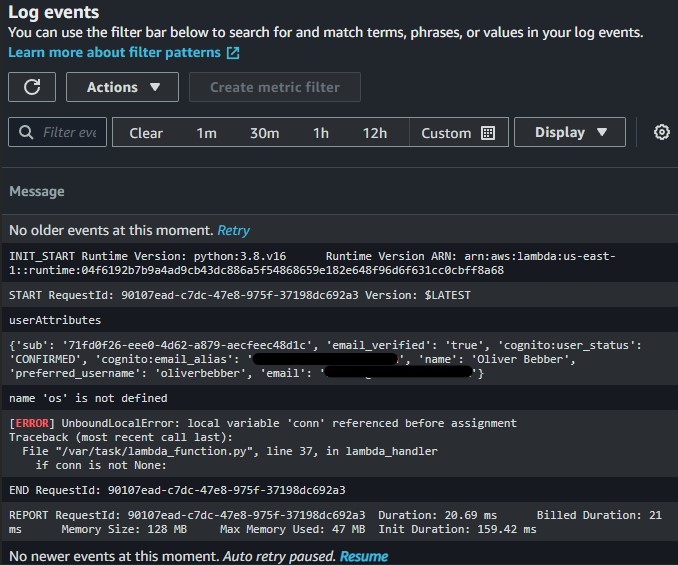 Log events
You can use the filter bar below to search for and match terms, phrases, or values in your log events.
Learn more about filter patterns
Actions
Create metric filter
Filter eve
Clear 1m 30m 1h 12h Custom Display
Message
No older events at this moment. Retry
INIT_START Runtime Version: python:3.8.v16 Runtime Version ARN: arn:aws:lambda:us-east-
1::runtime:04f6192b7b9a4ad9cb43dc886a5f54868659e182e648f96d6f631cc0cbff8a68
START RequestId: 90107ead-c7dc-47e8-975f-37198dc692a3 Version: $LATEST
userAttributes
{'sub': '71fd0f26-eee0-4d62-a879-aecfeec48d1c', 'email_verified': 'true', 'cognito:user_status':
'CONFIRMED', 'cognito:email_alias': '', 'name': 'Oliver Bebber',
'preferred_username': 'oliverbebber', 'email': ''}
name 'os' is not defined
[ERROR] UnboundLocalError: local variable 'conn' referenced before assignment
Traceback (most recent call last):
File "/var/task/lambda_function.py", line 37, in lambda_handler
if conn is not None:
END RequestId: 90107ead-c7dc-47e8-975f-37198dc692a3
REPORT RequestId: 90107ead-c7dc-47e8-975f-37198dc692a3 Duration: 20.69 ms Billed Duration: 21
ms Memory Size: 128 MB Max Memory Used: 47 MB Init Duration: 159.42 ms
No newer events at this moment. Auto retry paused. Resume